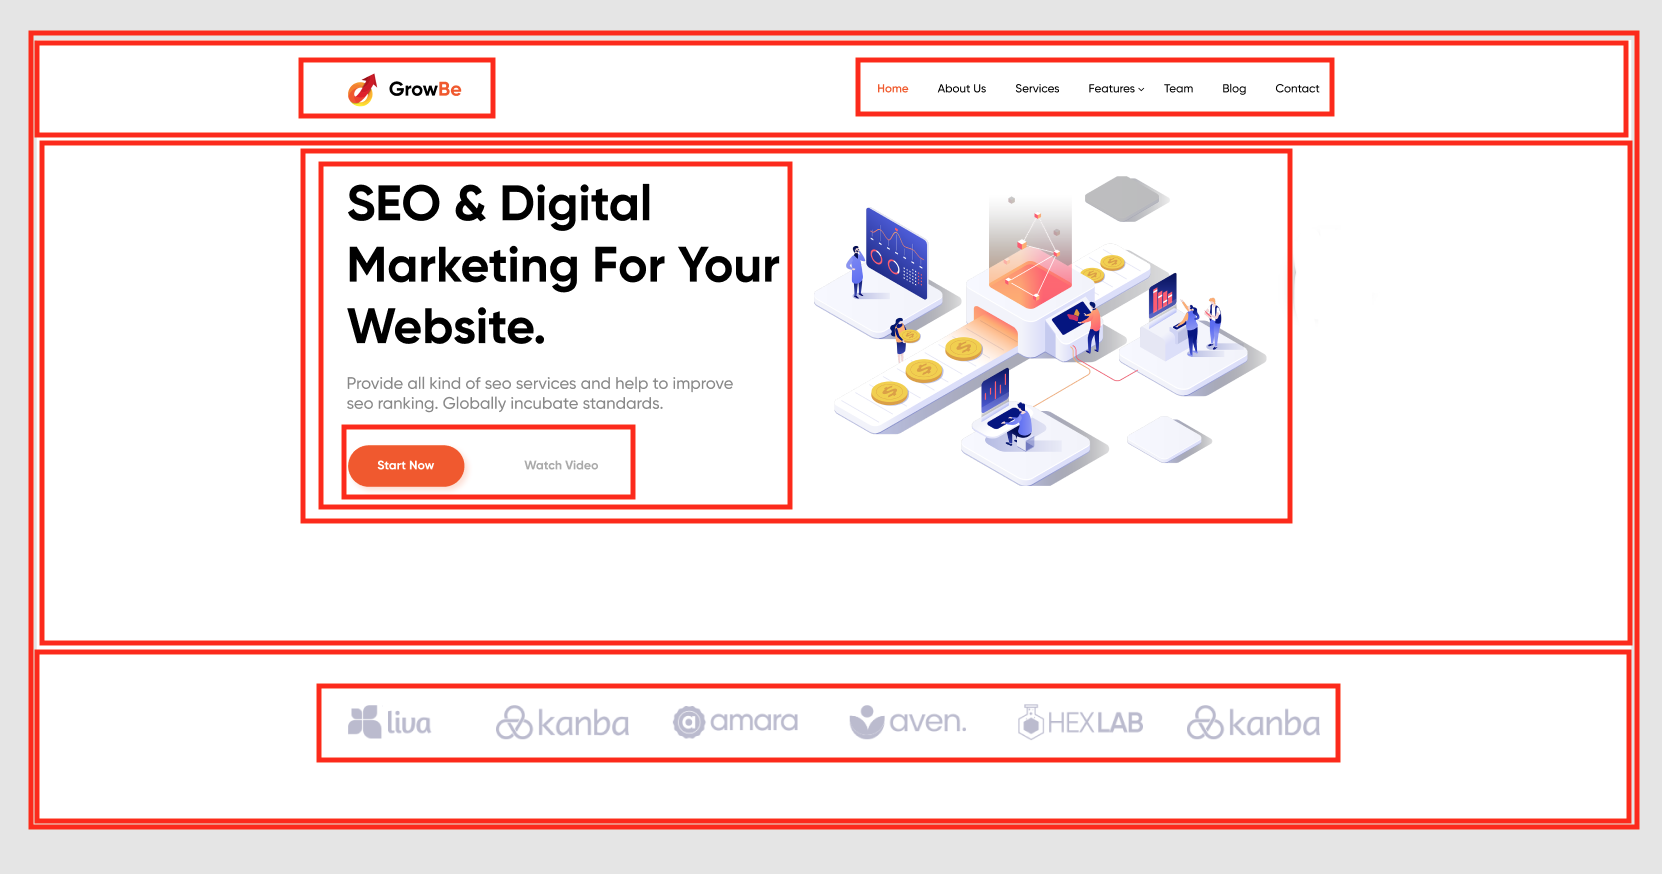 GrowBe
Home About Us Services Features Team Blog Contact
SEO & Digital
Marketing For Your
Website.
Provide all kind of seo services and help to improve
seo ranking. Globally incubate standards.
Start Now Watch Video
liva kanba amara aven. HEXLAB kanba